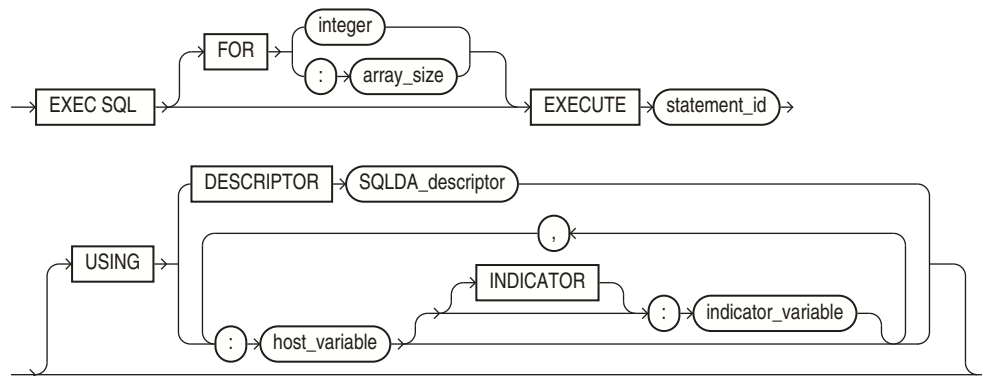 integer
FOR
: array_size
EXEC SQL EXECUTE statement_id
DESCRIPTOR SQLDA_descriptor
,
USING
INDICATOR
: indicator_variable
: host_variable